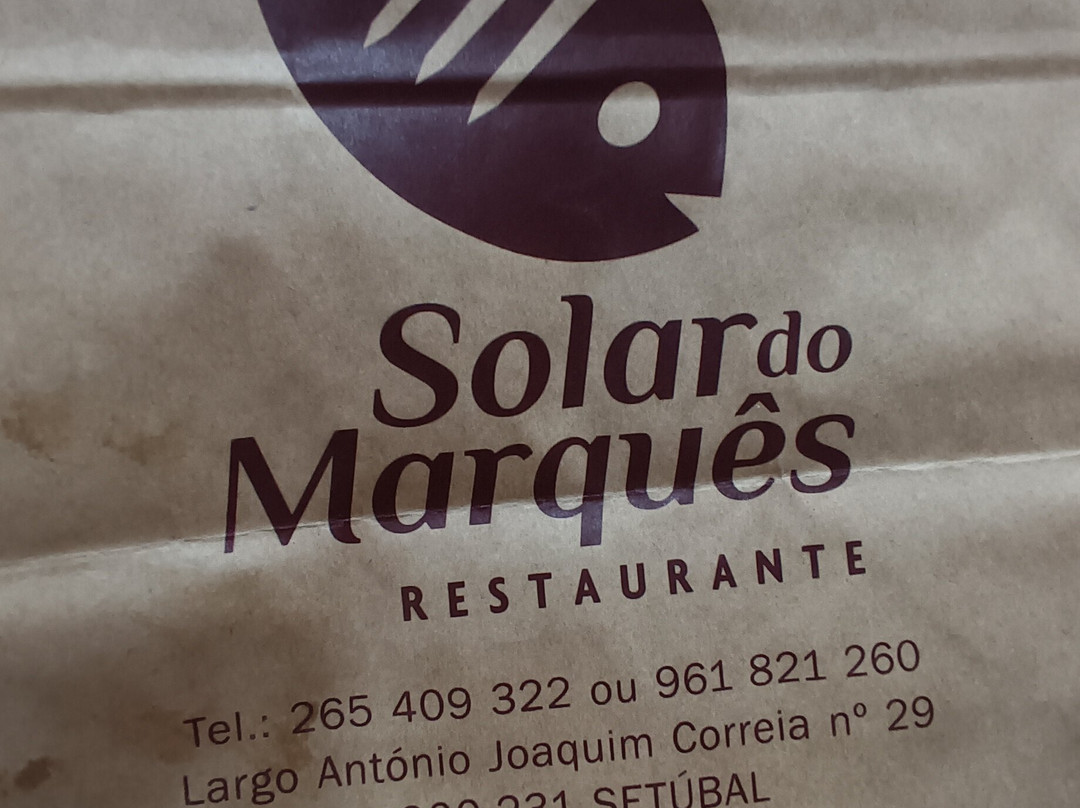 Solar do
Marquês
RESTAURANTE
Tel.: 265 409 322 ou 961 821 260
Largo António Joaquim Correia nº 29
SETÚBAL